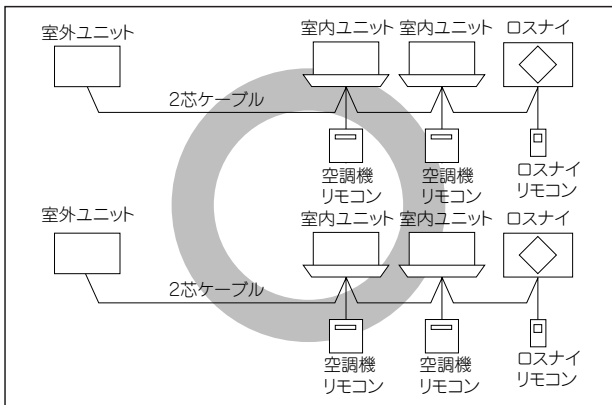 室外ユニット
室内ユニット
室内ユニット
ロスナイ
2芯ケーブル
空調機
リモコン
空調機
リモコン
ロスナイ
リモコン
室外ユニット
室内ユニット
室内ユニット
ロスナイ
2芯ケーブル
空調機
リモコン
空調機
リモコン
ロスナイ
リモコン